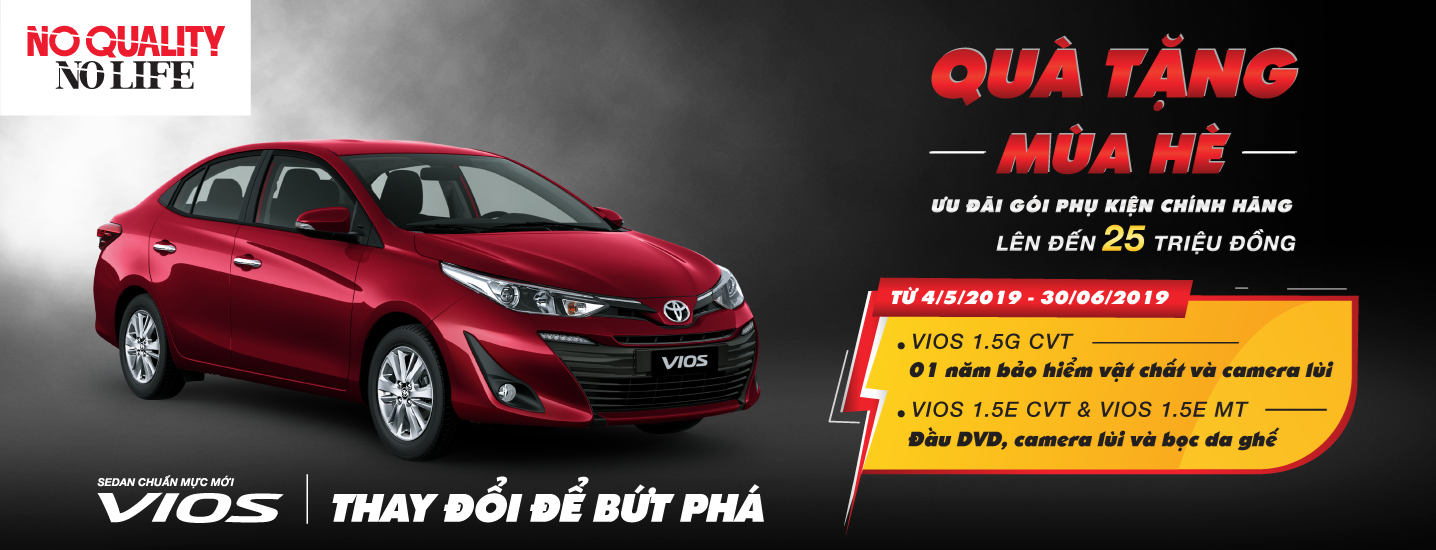 NO QUALITY
NO LIFE
QUÀ TẶNG
MÙA HÈ
ƯU ĐÃI GÓI PHỤ KIỆN CHÍNH HÃNG
LÊN ĐẾN 25 TRIỆU ĐỒNG
TỪ 4/5/2019 - 30/06/2019
• VIOS 1.5G CVT
01 năm bảo hiểm vật chất và camera lùi
• VIOS 1.5E CVT & VIOS 1.5E MT
Đầu DVD, camera lùi và bọc da ghế
VIOS
SEDAN CHUẨN MỰC MỚI
VIOS
THAY ĐỔI ĐỂ BỨT PHÁ